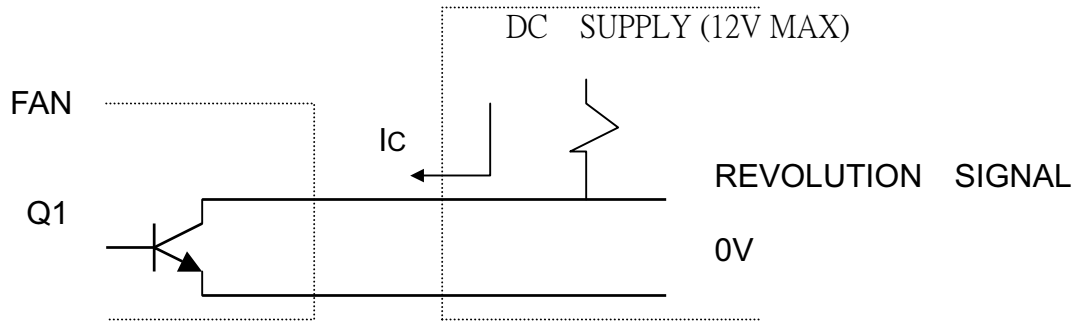 DC SUPPLY (12V MAX)
FAN
Ic
REVOLUTION SIGNAL
Q1
0V